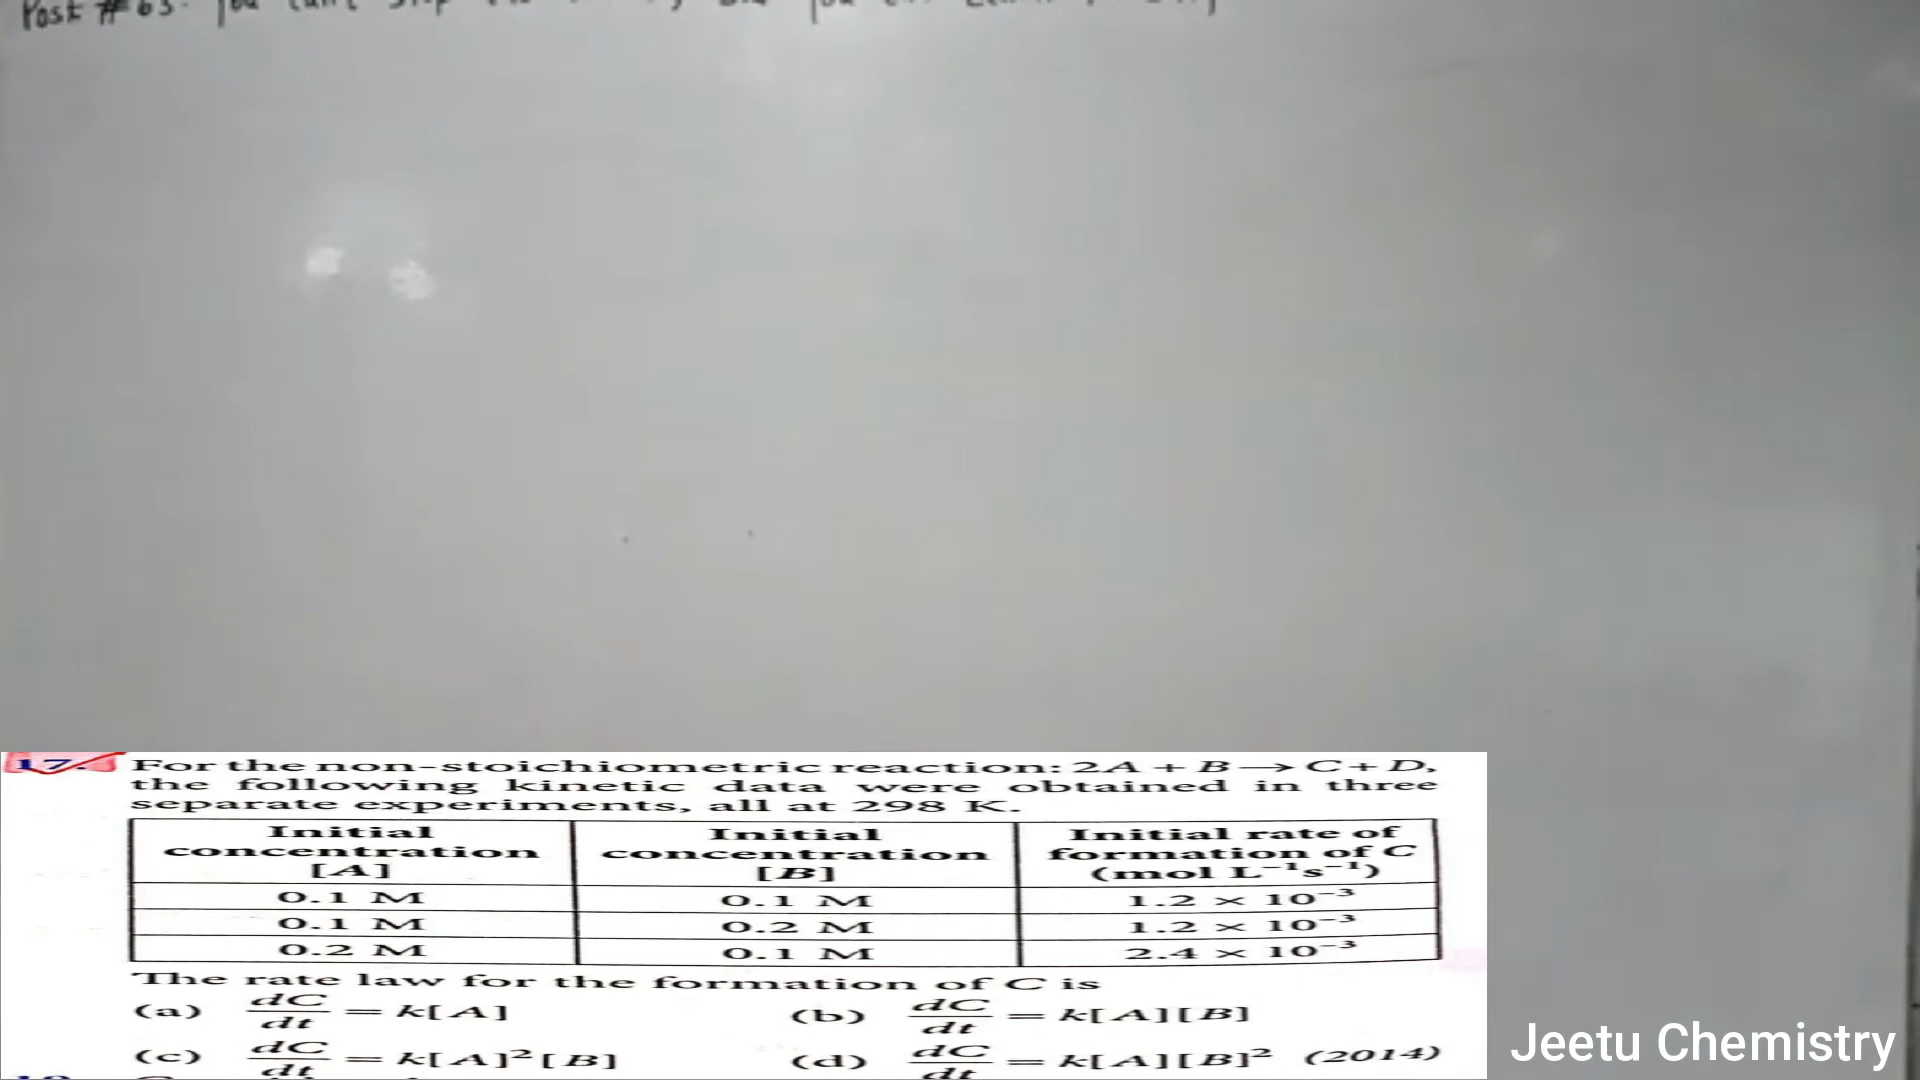 Post #63.
17. For the non-stoichiometric reaction: 2A + B → C + D,
the following kinetic data were obtained in three
separate experiments, all at 298 K.
Initial concentration [A] Initial concentration [B] Initial rate of formation of C (mol L⁻¹s⁻¹)
0.1 M 0.1 M 1.2 × 10⁻³
0.1 M 0.2 M 1.2 × 10⁻³
0.2 M 0.1 M 2.4 × 10⁻³
The rate law for the formation of C is
(a) dC/dt = k[A] (b) dC/dt = k[A][B]
(c) dC/dt = k[A]²[B] (d) dC/dt = k[A][B]² (2014)
Jeetu Chemistry